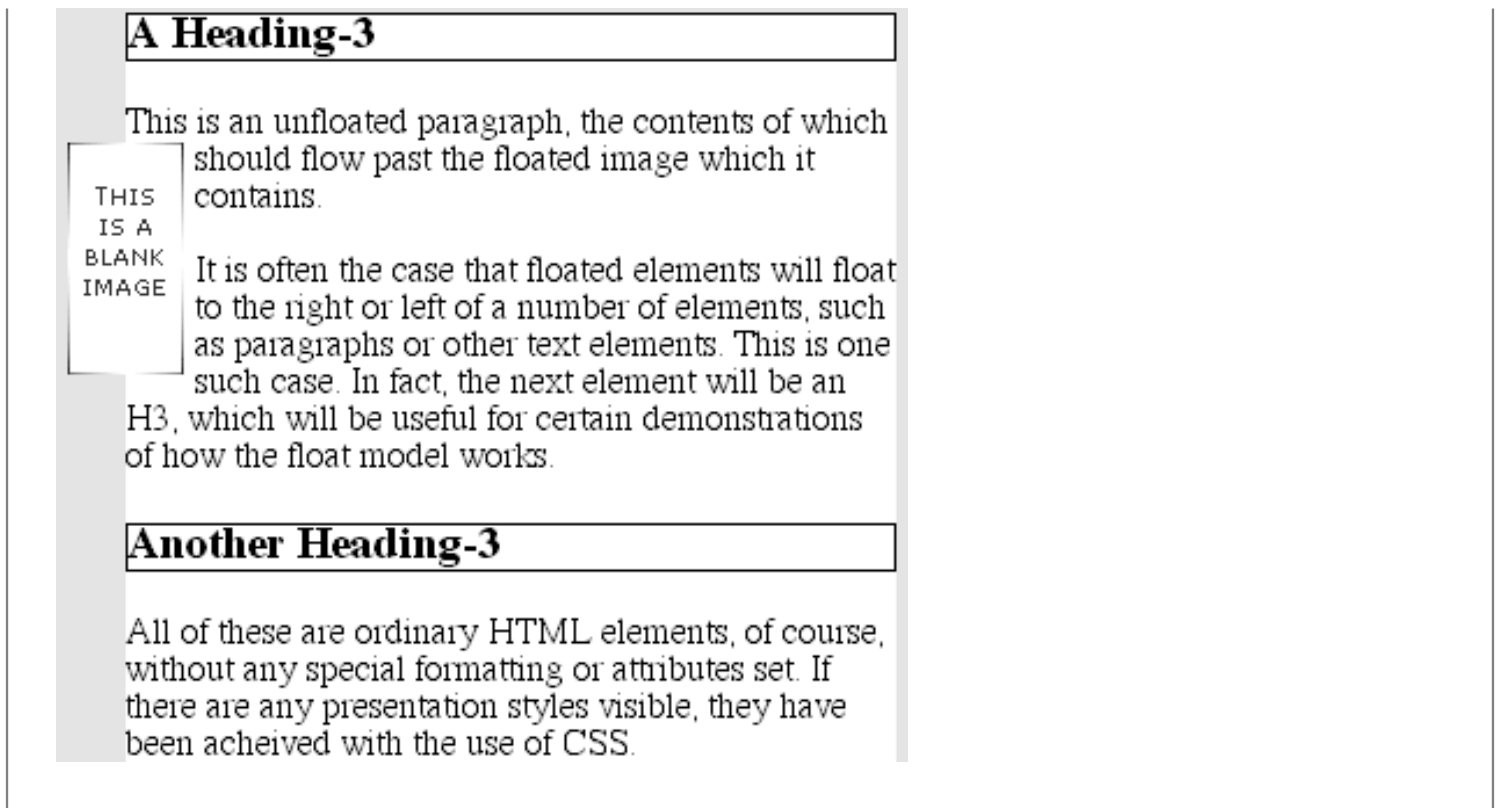 A Heading-3
This is an unfloated paragraph, the contents of which
should flow past the floated image which it
contains.
THIS
IS A
BLANK
IMAGE
It is often the case that floated elements will float
to the right or left of a number of elements, such
as paragraphs or other text elements. This is one
such case. In fact, the next element will be an
H3, which will be useful for certain demonstrations
of how the float model works.
Another Heading-3
All of these are ordinary HTML elements, of course,
without any special formatting or attributes set. If
there are any presentation styles visible, they have
been acheived with the use of CSS.